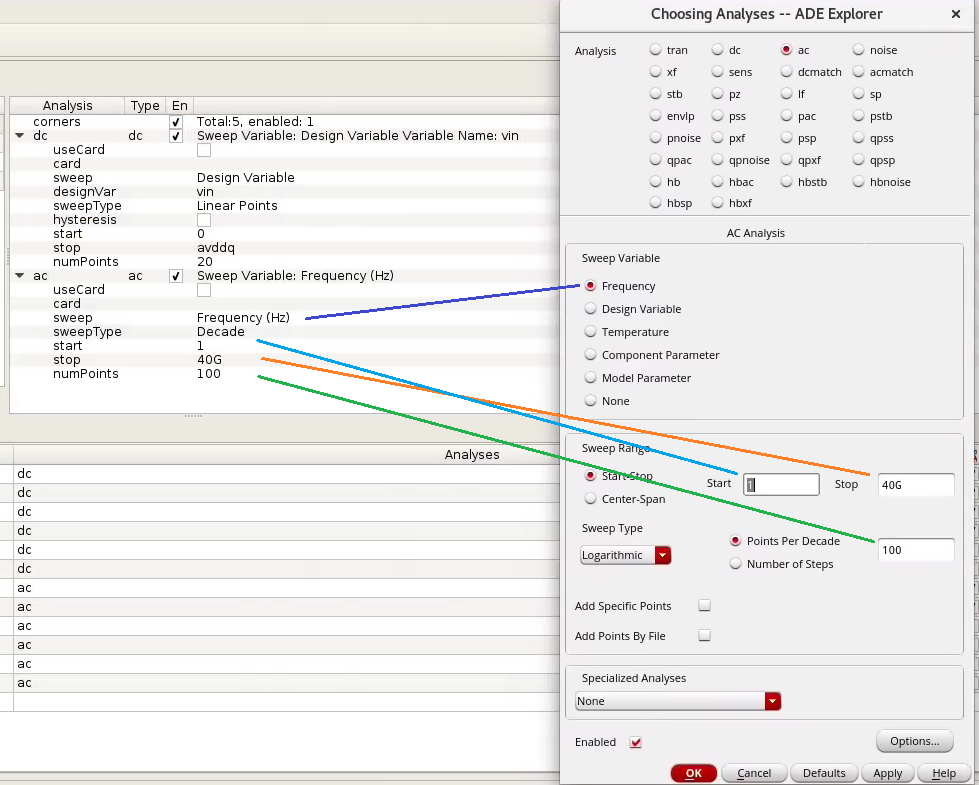 Analysis Type En
corners Total:5, enabled: 1
dc dc Sweep Variable: Design Variable Variable Name: vin
useCard
card
sweep Design Variable
designVar vin
sweepType Linear Points
hysteresis
start 0
stop avddq
numPoints 20
ac ac Sweep Variable: Frequency (Hz)
useCard
card
sweep Frequency (Hz)
sweepType Decade
start 1
stop 40G
numPoints 100
Analyses
dc
dc
dc
dc
dc
dc
ac
ac
ac
ac
ac
ac
Choosing Analyses -- ADE Explorer
Analysis tran dc ac noise
xf sens dcmatch acmatch
stb pz lf sp
envlp pss pac pstb
pnoise pxf psp qpss
qpac qpnoise qpxf qpsp
hb hbac hbstb hbnoise
hbsp hbxf
AC Analysis
Sweep Variable
Frequency
Design Variable
Temperature
Component Parameter
Model Parameter
None
Sweep Range
Start-Stop Start 1 Stop 40G
Center-Span
Sweep Type
Logarithmic Points Per Decade 100
Number of Steps
Add Specific Points
Add Points By File
Specialized Analyses
None
Enabled Options...
OK Cancel Defaults Apply Help